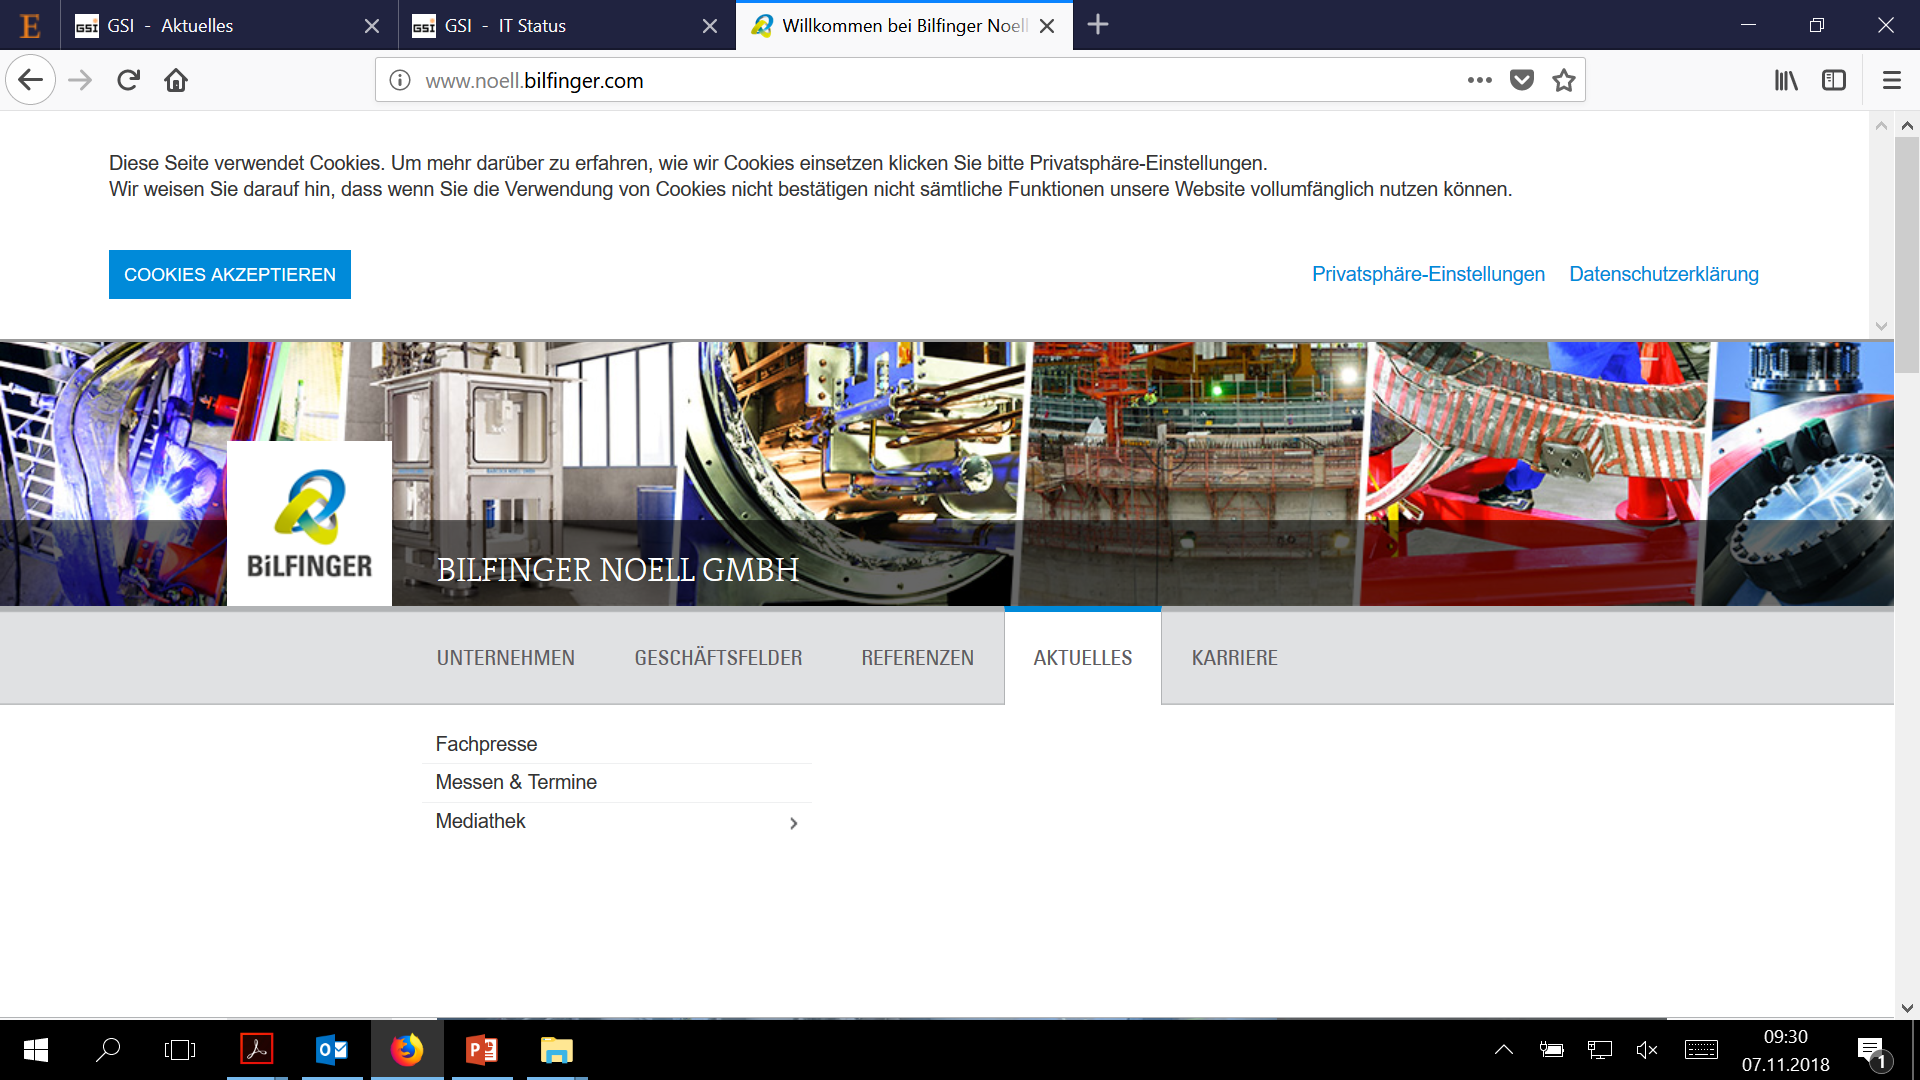 E
GSI GSI - Aktuelles
GSI GSI - IT Status
Willkommen bei Bilfinger Noell
www.noell.bilfinger.com
Diese Seite verwendet Cookies. Um mehr darüber zu erfahren, wie wir Cookies einsetzen klicken Sie bitte Privatsphäre-Einstellungen.
Wir weisen Sie darauf hin, dass wenn Sie die Verwendung von Cookies nicht bestätigen nicht sämtliche Funktionen unsere Website vollumfänglich nutzen können.
COOKIES AKZEPTIEREN
Privatsphäre-Einstellungen Datenschutzerklärung
BiLFINGER
BILFINGER NOELL GMBH
UNTERNEHMEN GESCHÄFTSFELDER REFERENZEN AKTUELLES KARRIERE
Fachpresse
Messen & Termine
Mediathek
09:30
07.11.2018
1